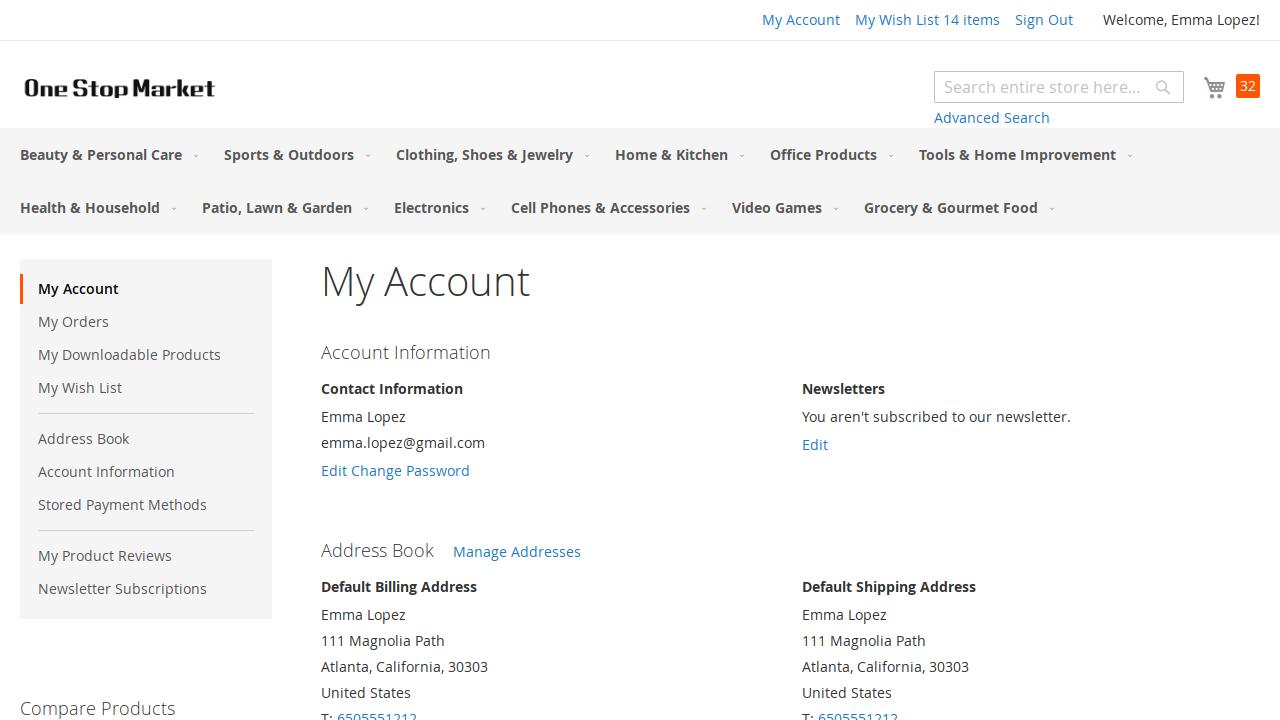 My Account My Wish List 14 items Sign Out Welcome, Emma Lopez!
One Stop Market
Search entire store here...
32
Advanced Search
Beauty & Personal Care Sports & Outdoors Clothing, Shoes & Jewelry Home & Kitchen Office Products Tools & Home Improvement
Health & Household Patio, Lawn & Garden Electronics Cell Phones & Accessories Video Games Grocery & Gourmet Food
My Account
My Orders
My Downloadable Products
My Wish List
Address Book
Account Information
Stored Payment Methods
My Product Reviews
Newsletter Subscriptions
Compare Products
My Account
Account Information
Contact Information
Emma Lopez
emma.lopez@gmail.com
Edit Change Password
Newsletters
You aren't subscribed to our newsletter.
Edit
Address Book Manage Addresses
Default Billing Address
Emma Lopez
111 Magnolia Path
Atlanta, California, 30303
United States
T: 6505551212
Default Shipping Address
Emma Lopez
111 Magnolia Path
Atlanta, California, 30303
United States
T: 6505551212